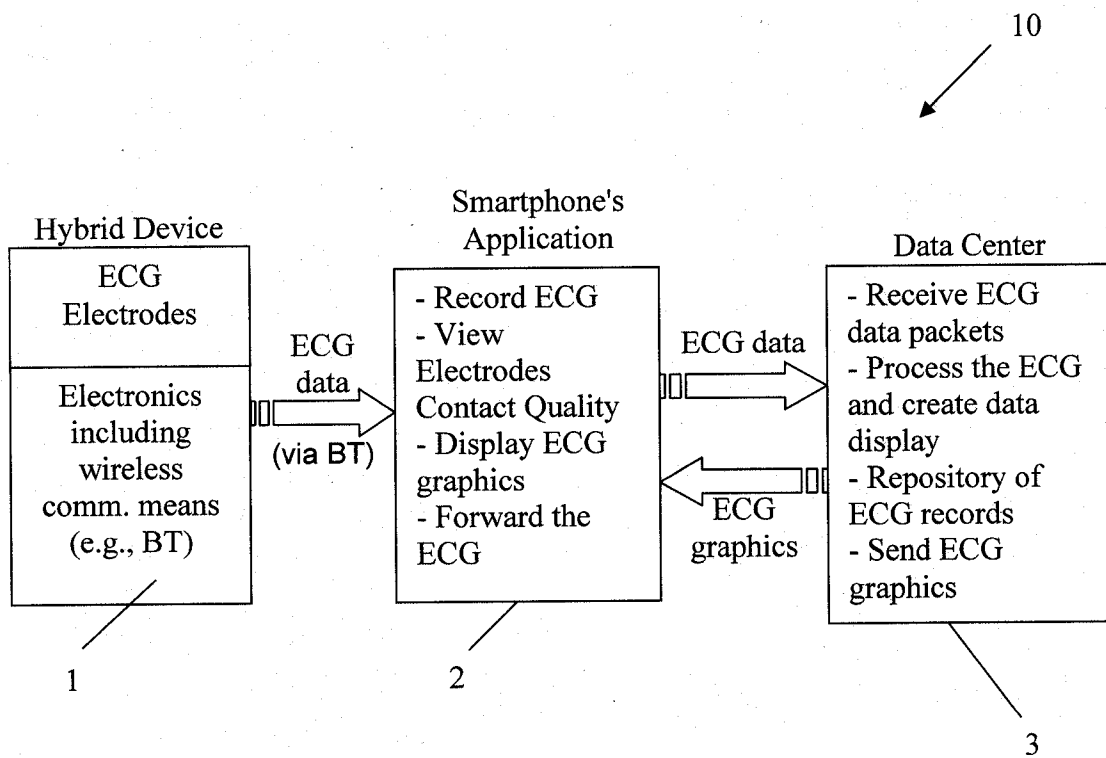 10
Hybrid Device
ECG
Electrodes
Electronics
including
wireless
comm. means
(e.g., BT)
1
ECG
data
(via BT)
Smartphone's
Application
- Record ECG
- View
Electrodes
Contact Quality
- Display ECG
graphics
- Forward the
ECG
2
ECG data
ECG
graphics
Data Center
- Receive ECG
data packets
- Process the ECG
and create data
display
- Repository of
ECG records
- Send ECG
graphics
3